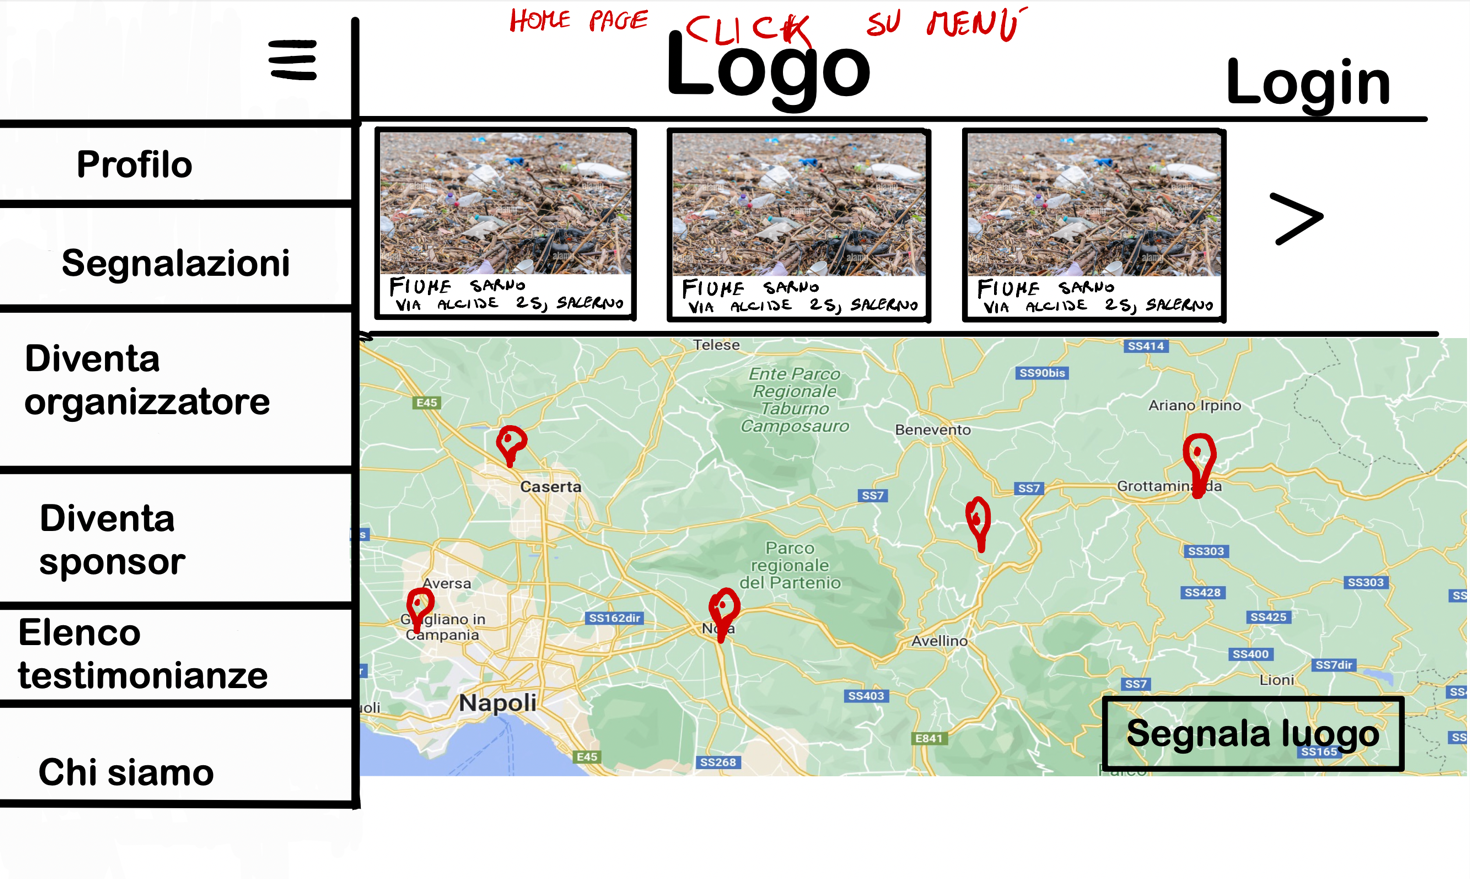 HOME PAGE CLICK SU MENÚ
Logo
Login
Profilo
Segnalazioni
Diventa
organizzatore
Diventa
sponsor
Elenco
testimonianze
Chi siamo
FIUME SARNO
VIA ALCIDE 25, SALERNO
FIUME SARNO
VIA ALCIDE 25, SALERNO
FIUME SARNO
VIA ALCIDE 25, SALERNO
>
Telese
SS414
Ente Parco
Regionale
Taburno
Camposauro
SS90bis
E45
Ariano Irpino
Benevento
Caserta
SS7
SS7
Grottaminarda
Parco
regionale
del Partenio
SS303
SS303
Aversa
SS428
Giugliano in
Campania
SS162dir
Nola
SS425
Avellino
SS400
SS7dir
Lioni
SS7
SS403
Napoli
E841
E45
SS268
Segnala luogo
SS165
Parco